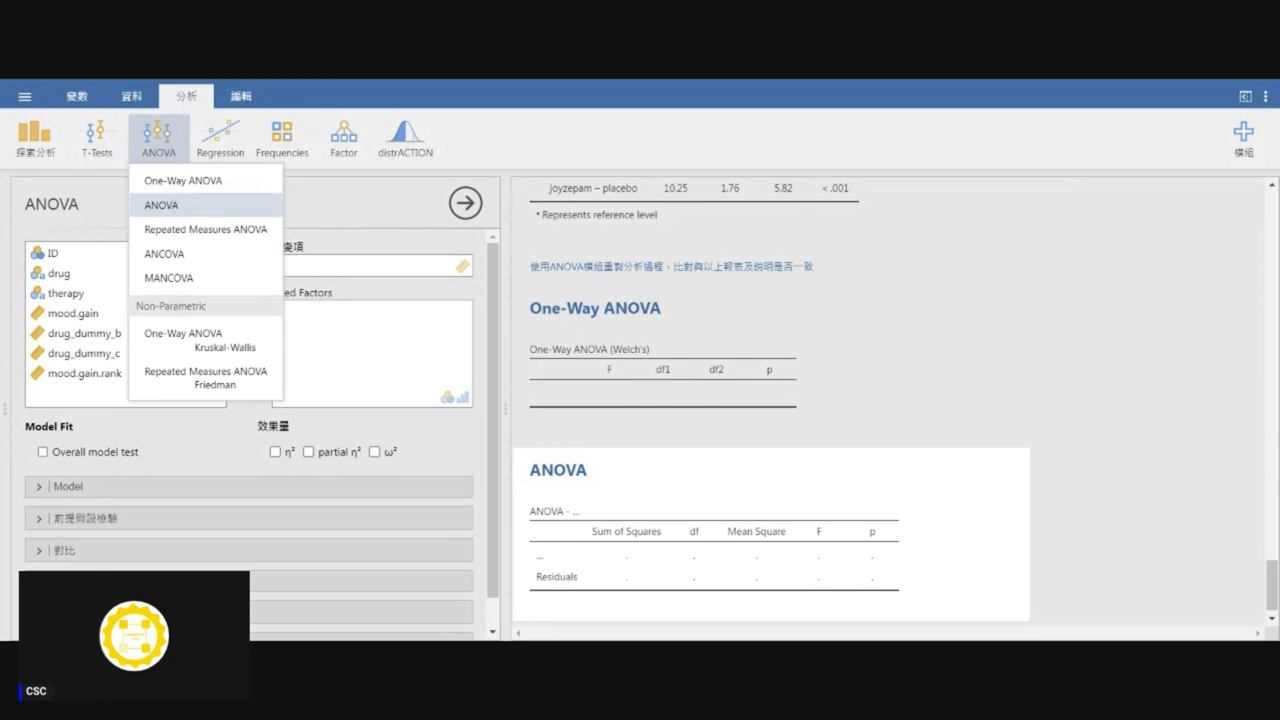 變數 資料 分析 編輯
探索分析 T-Tests ANOVA Regression Frequencies Factor distrACTION 模組
One-Way ANOVA
ANOVA
Repeated Measures ANOVA
ANCOVA
MANCOVA
Non-Parametric
One-Way ANOVA
Kruskal-Wallis
Repeated Measures ANOVA
Friedman
ANOVA
ID
drug
therapy
mood.gain
drug_dummy_b
drug_dummy_c
mood.gain.rank
變項
ed Factors
Model Fit
Overall model test
效果量
η² partial η² ω²
Model
前提假設檢驗
對比
joyzepam – placebo 10.25 1.76 5.82 < .001
ᵃ Represents reference level
使用ANOVA模組重製分析過程，比對與以上報表及說明是否一致
One-Way ANOVA
One-Way ANOVA (Welch's)
F df1 df2 p
ANOVA
ANOVA - ...
Sum of Squares df Mean Square F p
... . . . . .
Residuals . . . . .
CSC